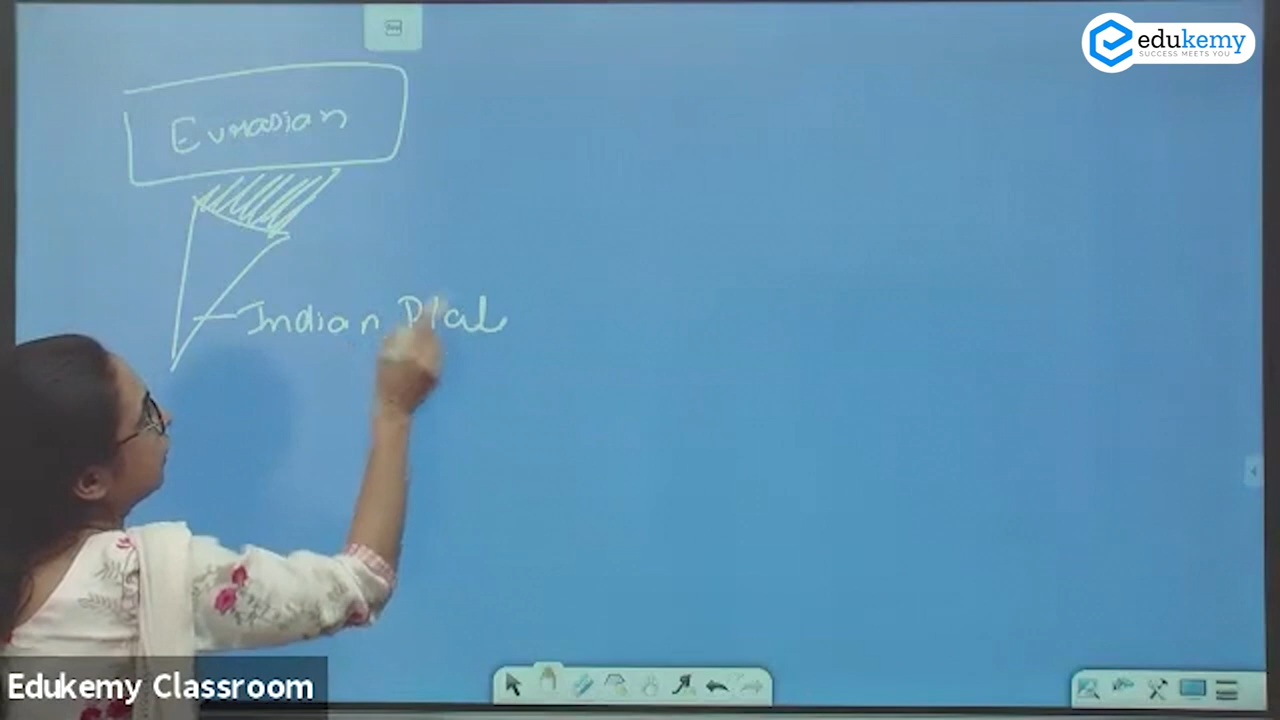 edukemy
SUCCESS MEETS YOU
Eurasian
Indian Plat
Edukemy Classroom